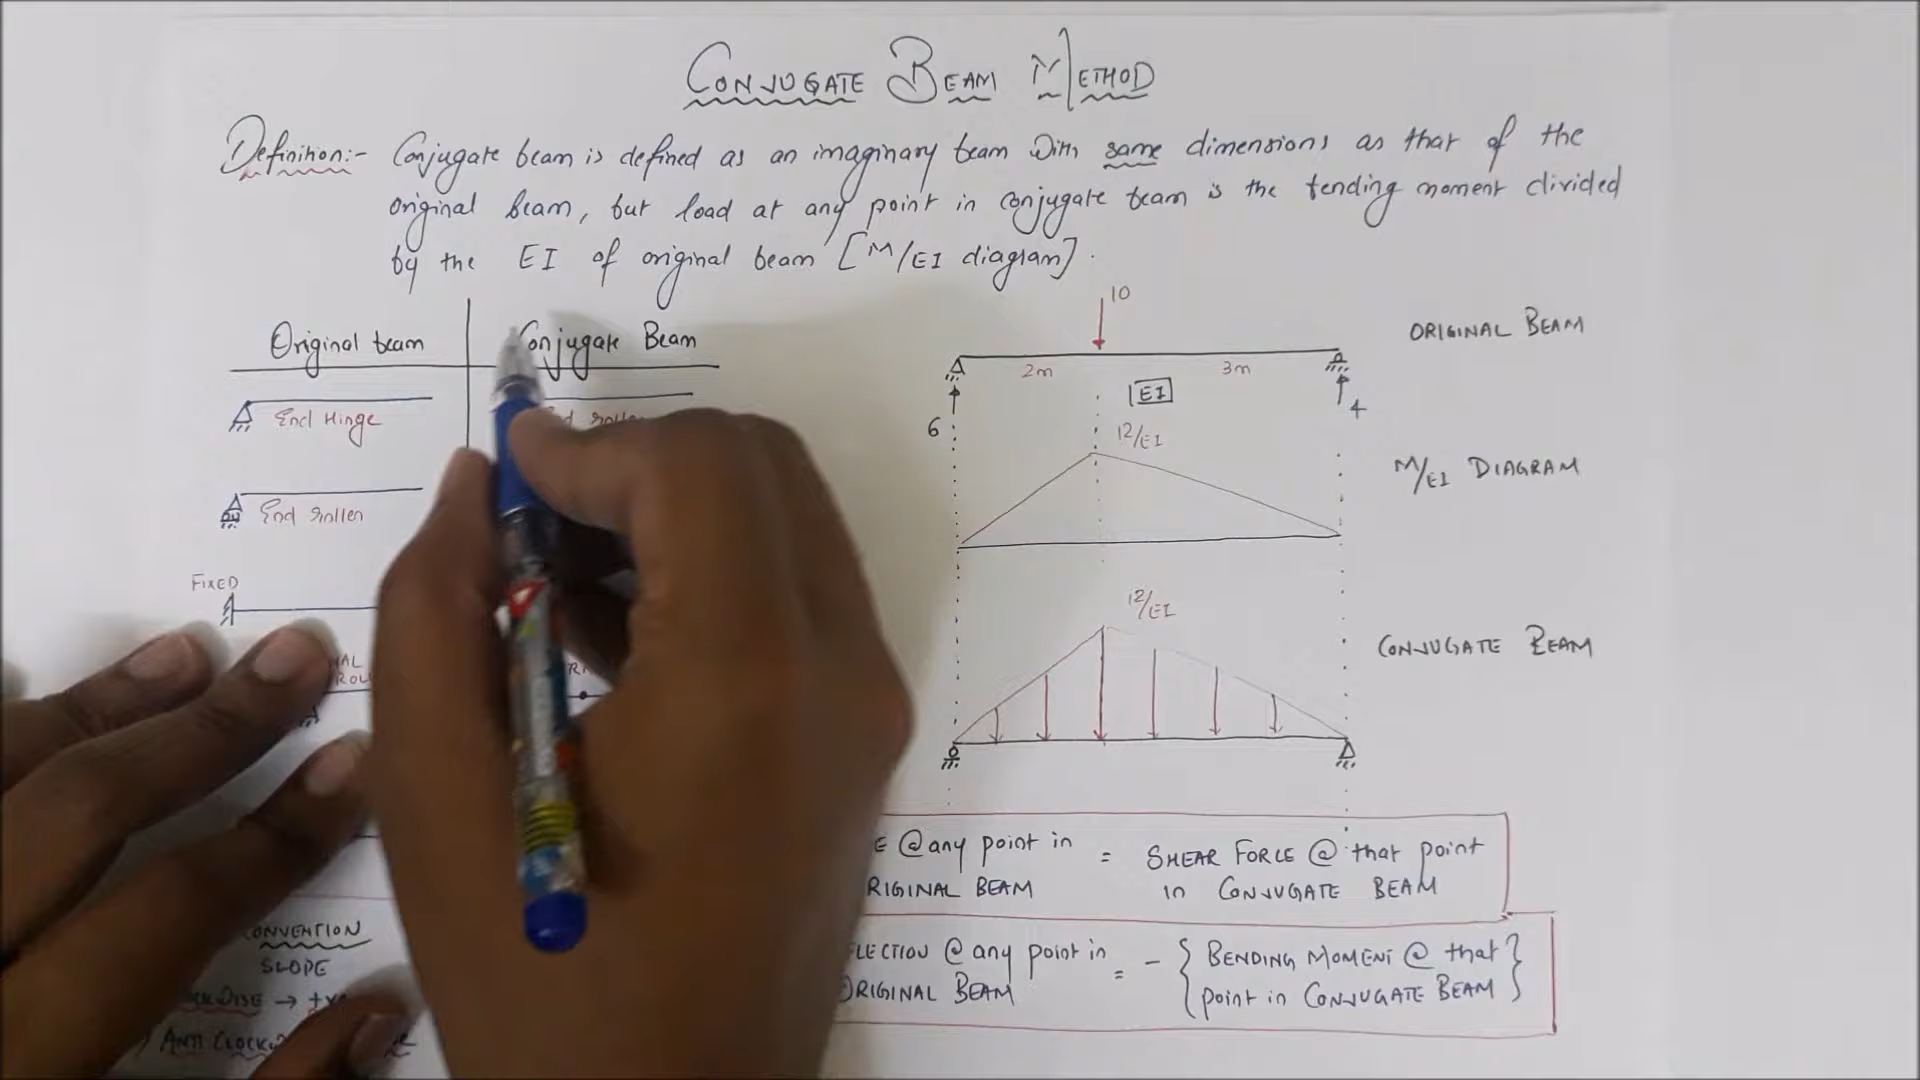 CONJUGATE BEAM METHOD
Definition:- Conjugate beam is defined as an imaginary beam with same dimensions as that of the
original beam, but load at any point in conjugate beam is the bending moment divided
by the EI of original beam [M/EI diagram].
Original beam
Conjugate Beam
End Hinge
End roller
FIXED
10
2m
3m
EI
6
4
ORIGINAL BEAM
12/EI
M/EI DIAGRAM
12/EI
CONJUGATE BEAM
@ any point in
RIGINAL BEAM
=
SHEAR FORCE @ that point
in CONJUGATE BEAM
LECTION @ any point in
ORIGINAL BEAM
= -
{ BENDING MOMENT @ that
point in CONJUGATE BEAM }
ONVENTION
SLOPE
→ +v
ANTI CLOCK